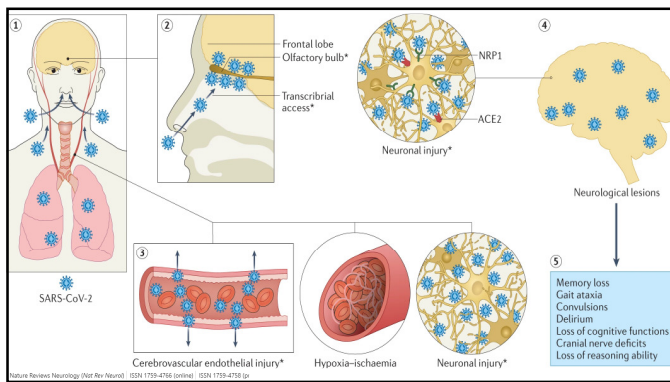 ①
②
Frontal lobe
Olfactory bulb*
Transcribrial
access*
NRP1
ACE2
Neuronal injury*
④
Neurological lesions
SARS-CoV-2
③
Cerebrovascular endothelial injury*
Hypoxia–ischaemia
Neuronal injury*
⑤
Memory loss
Gait ataxia
Convulsions
Delirium
Loss of cognitive functions
Cranial nerve deficits
Loss of reasoning ability
Nature Reviews Neurology (Nat Rev Neurol) | ISSN 1759-4766 (online) | ISSN 1759-4758 (pr